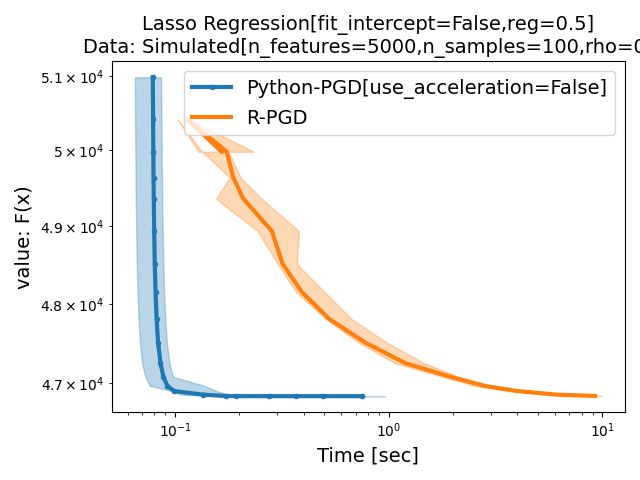 Lasso Regression[fit_intercept=False,reg=0.5]
Data: Simulated[n_features=5000,n_samples=100,rho=0
Python-PGD[use_acceleration=False]
R-PGD
value: F(x)
5.1 × 10⁴
5 × 10⁴
4.9 × 10⁴
4.8 × 10⁴
4.7 × 10⁴
10⁻¹
10⁰
10¹
Time [sec]